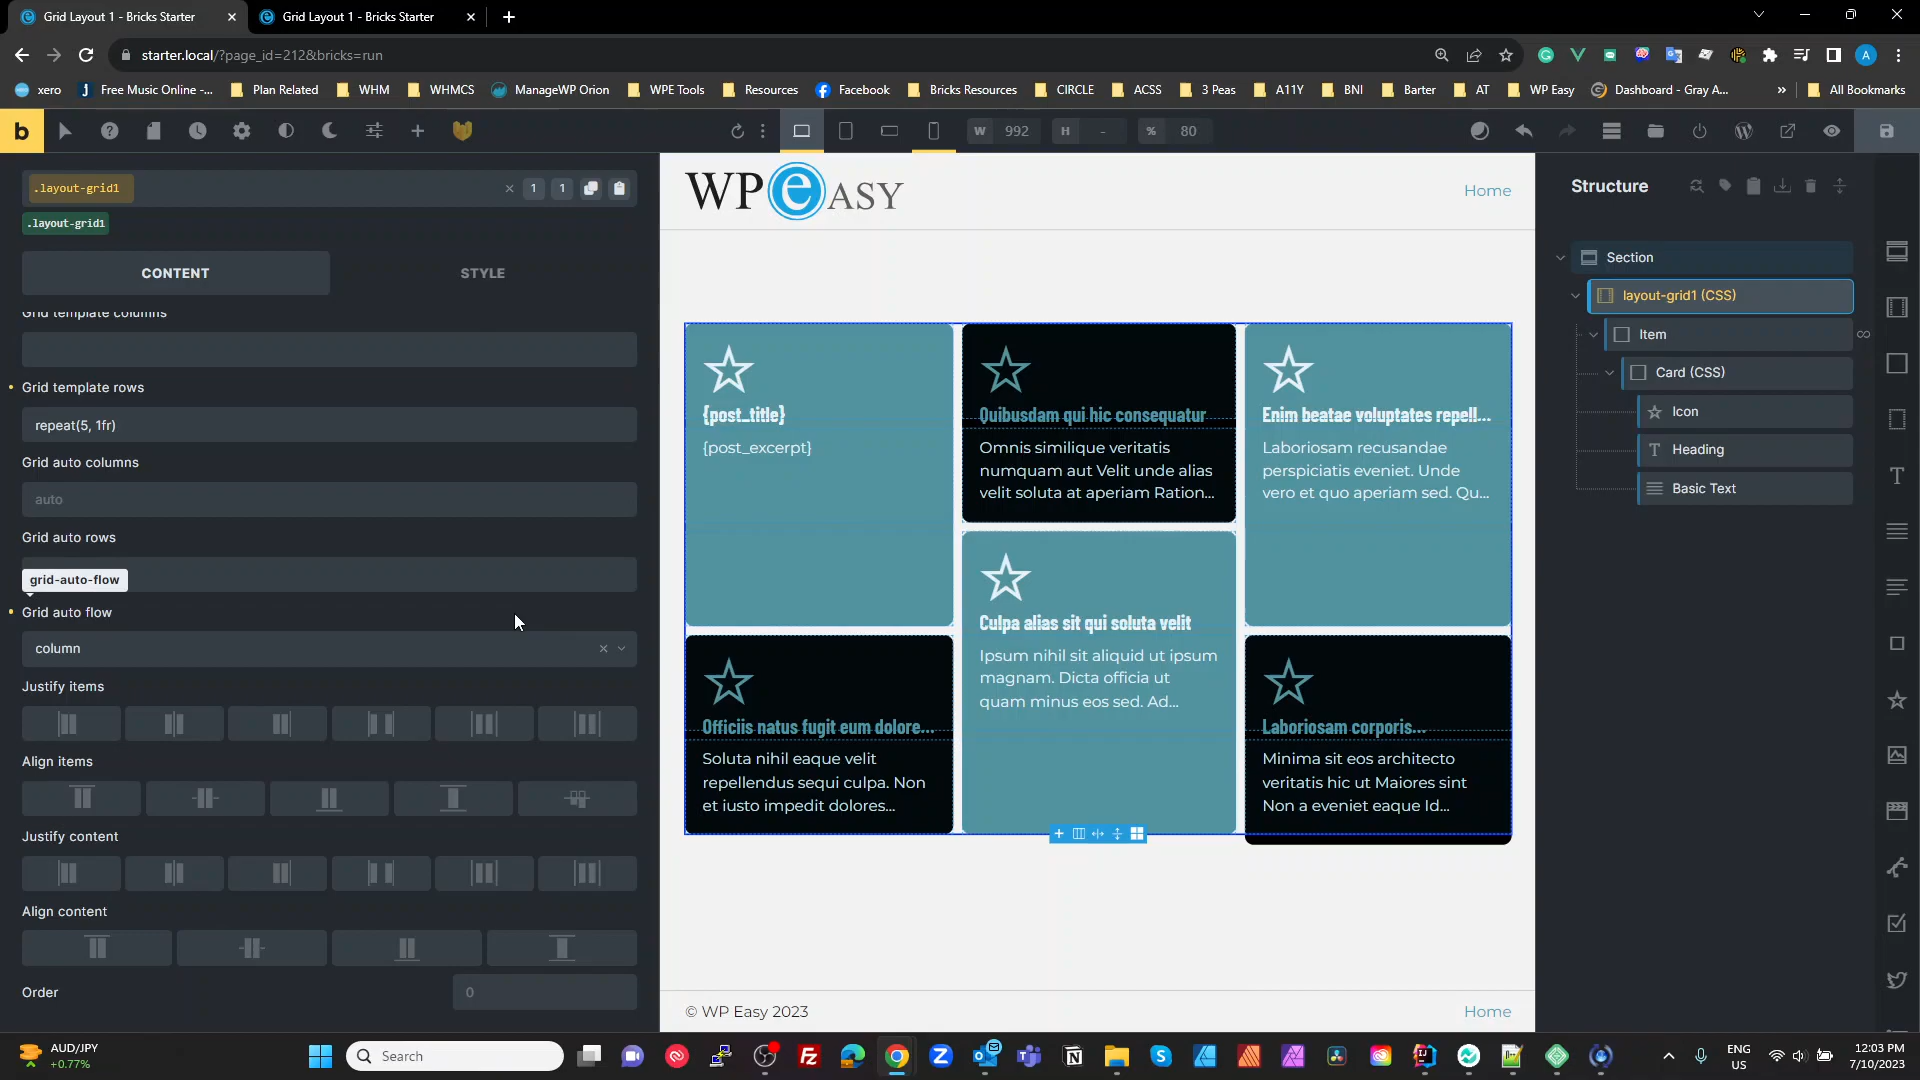 Grid Layout 1 - Bricks Starter
Grid Layout 1 - Bricks Starter
starter.local/?page_id=212&bricks=run
xero
Free Music Online -...
Plan Related
WHM
WHMCS
ManageWP Orion
WPE Tools
Resources
Facebook
Bricks Resources
CIRCLE
ACSS
3 Peas
A11Y
BNI
Barter
AT
WP Easy
Dashboard - Gray A...
»
All Bookmarks
b
W 992
H -
% 80
.layout-grid1
1
1
.layout-grid1
CONTENT
STYLE
Grid template columns
Grid template rows
repeat(5, 1fr)
Grid auto columns
auto
Grid auto rows
grid-auto-flow
Grid auto flow
column
Justify items
Align items
Justify content
Align content
Order
0
WP e EASY
Home
{post_title}
{post_excerpt}
Quibusdam qui hic consequatur
Omnis similique veritatis
numquam aut Velit unde alias
velit soluta at aperiam Ration...
Enim beatae voluptates repell...
Laboriosam recusandae
perspiciatis eveniet. Unde
vero et quo aperiam sed. Qu...
Culpa alias sit qui soluta velit
Ipsum nihil sit aliquid ut ipsum
magnam. Dicta officia ut
quam minus eos sed. Ad...
Officiis natus fugit eum dolore...
Soluta nihil eaque velit
repellendus sequi culpa. Non
et iusto impedit dolores...
Laboriosam corporis...
Minima sit eos architecto
veritatis hic ut Maiores sint
Non a eveniet eaque Id...
© WP Easy 2023
Home
Structure
Section
layout-grid1 (CSS)
Item
Card (CSS)
Icon
Heading
Basic Text
AUD/JPY
+0.77%
Search
ENG
US
12:03 PM
7/10/2023